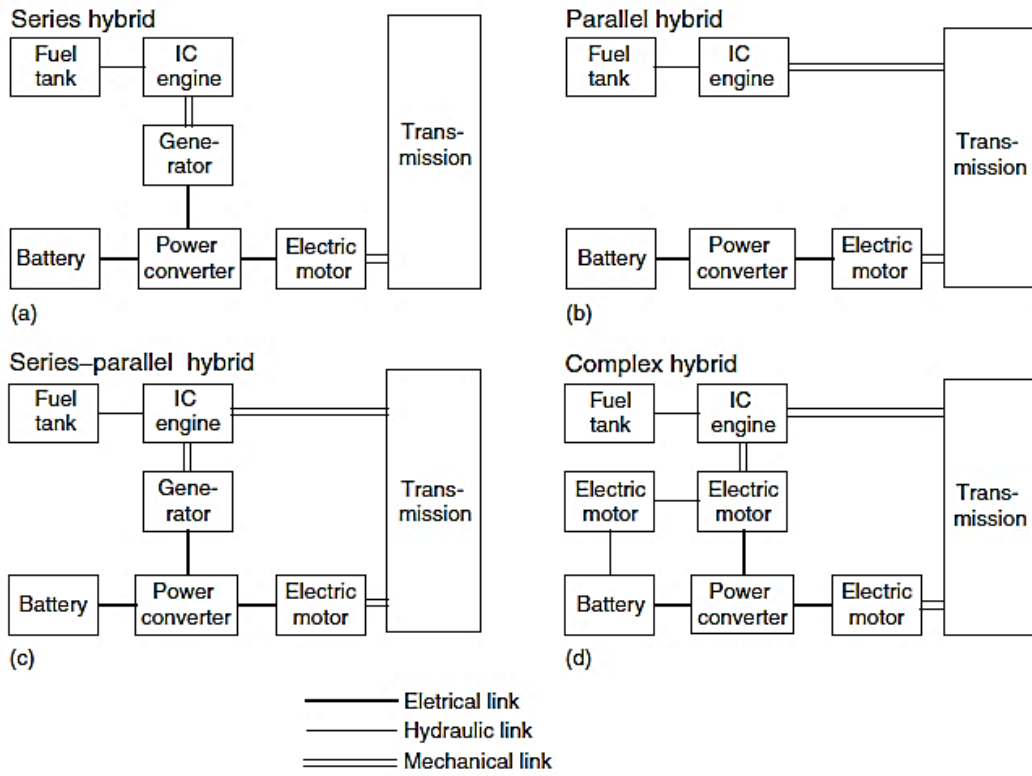 Series hybrid
Fuel
tank
IC
engine
Gene-
rator
Trans-
mission
Battery
Power
converter
Electric
motor
(a)
Parallel hybrid
Fuel
tank
IC
engine
Trans-
mission
Battery
Power
converter
Electric
motor
(b)
Series–parallel hybrid
Fuel
tank
IC
engine
Gene-
rator
Trans-
mission
Battery
Power
converter
Electric
motor
(c)
Complex hybrid
Fuel
tank
IC
engine
Electric
motor
Electric
motor
Trans-
mission
Battery
Power
converter
Electric
motor
(d)
Eletrical link
Hydraulic link
Mechanical link